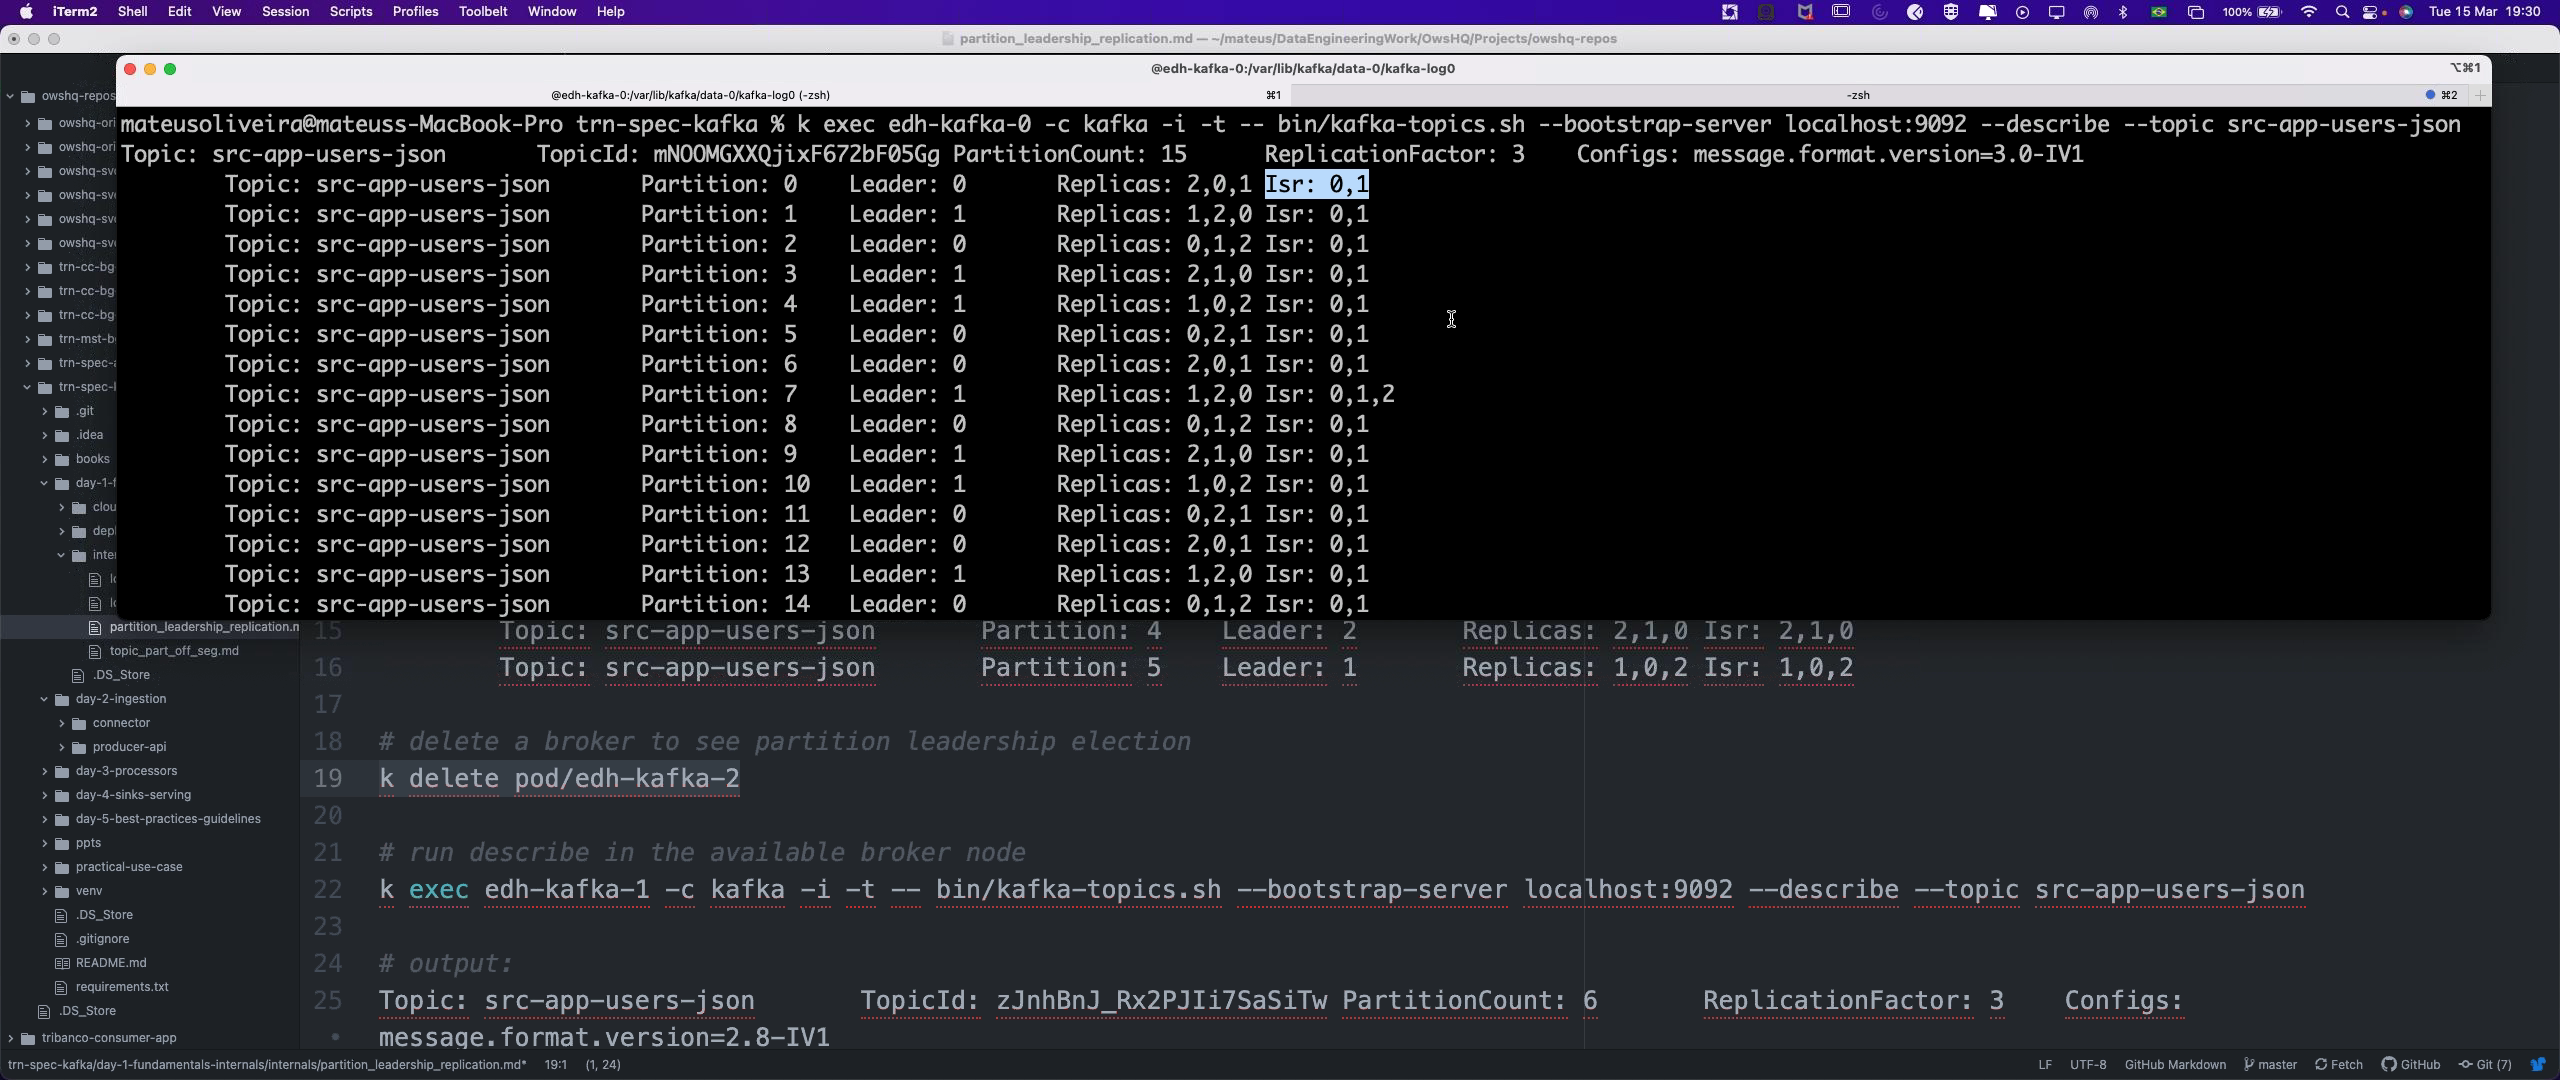 iTerm2 Shell Edit View Session Scripts Profiles Toolbelt Window Help 100% Tue 15 Mar 19:30
partition_leadership_replication.md — ~/mateus/DataEngineeringWork/OwsHQ/Projects/owshq-repos
@edh-kafka-0:/var/lib/kafka/data-0/kafka-log0 ⌥⌘1
@edh-kafka-0:/var/lib/kafka/data-0/kafka-log0 (-zsh) ⌘1 -zsh ⌘2
mateusoliveira@mateuss-MacBook-Pro trn-spec-kafka % k exec edh-kafka-0 -c kafka -i -t -- bin/kafka-topics.sh --bootstrap-server localhost:9092 --describe --topic src-app-users-json
Topic: src-app-users-json TopicId: mNOOMGXXQjixF672bF05Gg PartitionCount: 15 ReplicationFactor: 3 Configs: message.format.version=3.0-IV1
Topic: src-app-users-json Partition: 0 Leader: 0 Replicas: 2,0,1 Isr: 0,1
Topic: src-app-users-json Partition: 1 Leader: 1 Replicas: 1,2,0 Isr: 0,1
Topic: src-app-users-json Partition: 2 Leader: 0 Replicas: 0,1,2 Isr: 0,1
Topic: src-app-users-json Partition: 3 Leader: 1 Replicas: 2,1,0 Isr: 0,1
Topic: src-app-users-json Partition: 4 Leader: 1 Replicas: 1,0,2 Isr: 0,1
Topic: src-app-users-json Partition: 5 Leader: 0 Replicas: 0,2,1 Isr: 0,1
Topic: src-app-users-json Partition: 6 Leader: 0 Replicas: 2,0,1 Isr: 0,1
Topic: src-app-users-json Partition: 7 Leader: 1 Replicas: 1,2,0 Isr: 0,1,2
Topic: src-app-users-json Partition: 8 Leader: 0 Replicas: 0,1,2 Isr: 0,1
Topic: src-app-users-json Partition: 9 Leader: 1 Replicas: 2,1,0 Isr: 0,1
Topic: src-app-users-json Partition: 10 Leader: 1 Replicas: 1,0,2 Isr: 0,1
Topic: src-app-users-json Partition: 11 Leader: 0 Replicas: 0,2,1 Isr: 0,1
Topic: src-app-users-json Partition: 12 Leader: 0 Replicas: 2,0,1 Isr: 0,1
Topic: src-app-users-json Partition: 13 Leader: 1 Replicas: 1,2,0 Isr: 0,1
Topic: src-app-users-json Partition: 14 Leader: 0 Replicas: 0,1,2 Isr: 0,1
owshq-repos
owshq-ori
owshq-ori
owshq-sv
owshq-sv
owshq-sv
owshq-sv
trn-cc-bg
trn-cc-bg
trn-cc-bg
trn-mst-b
trn-spec-a
trn-spec-
.git
.idea
books
day-1-f
clou
depl
inter
partition_leadership_replication.m
topic_part_off_seg.md
.DS_Store
day-2-ingestion
connector
producer-api
day-3-processors
day-4-sinks-serving
day-5-best-practices-guidelines
ppts
practical-use-case
venv
.DS_Store
.gitignore
README.md
requirements.txt
.DS_Store
tribanco-consumer-app
15 Topic: src-app-users-json Partition: 4 Leader: 2 Replicas: 2,1,0 Isr: 2,1,0
16 Topic: src-app-users-json Partition: 5 Leader: 1 Replicas: 1,0,2 Isr: 1,0,2
17
18 # delete a broker to see partition leadership election
19 k delete pod/edh-kafka-2
20
21 # run describe in the available broker node
22 k exec edh-kafka-1 -c kafka -i -t -- bin/kafka-topics.sh --bootstrap-server localhost:9092 --describe --topic src-app-users-json
23
24 # output:
25 Topic: src-app-users-json TopicId: zJnhBnJ_Rx2PJIi7SaSiTw PartitionCount: 6 ReplicationFactor: 3 Configs:
• message.format.version=2.8-IV1
trn-spec-kafka/day-1-fundamentals-internals/internals/partition_leadership_replication.md* 19:1 (1, 24) LF UTF-8 GitHub Markdown master Fetch GitHub Git (7)